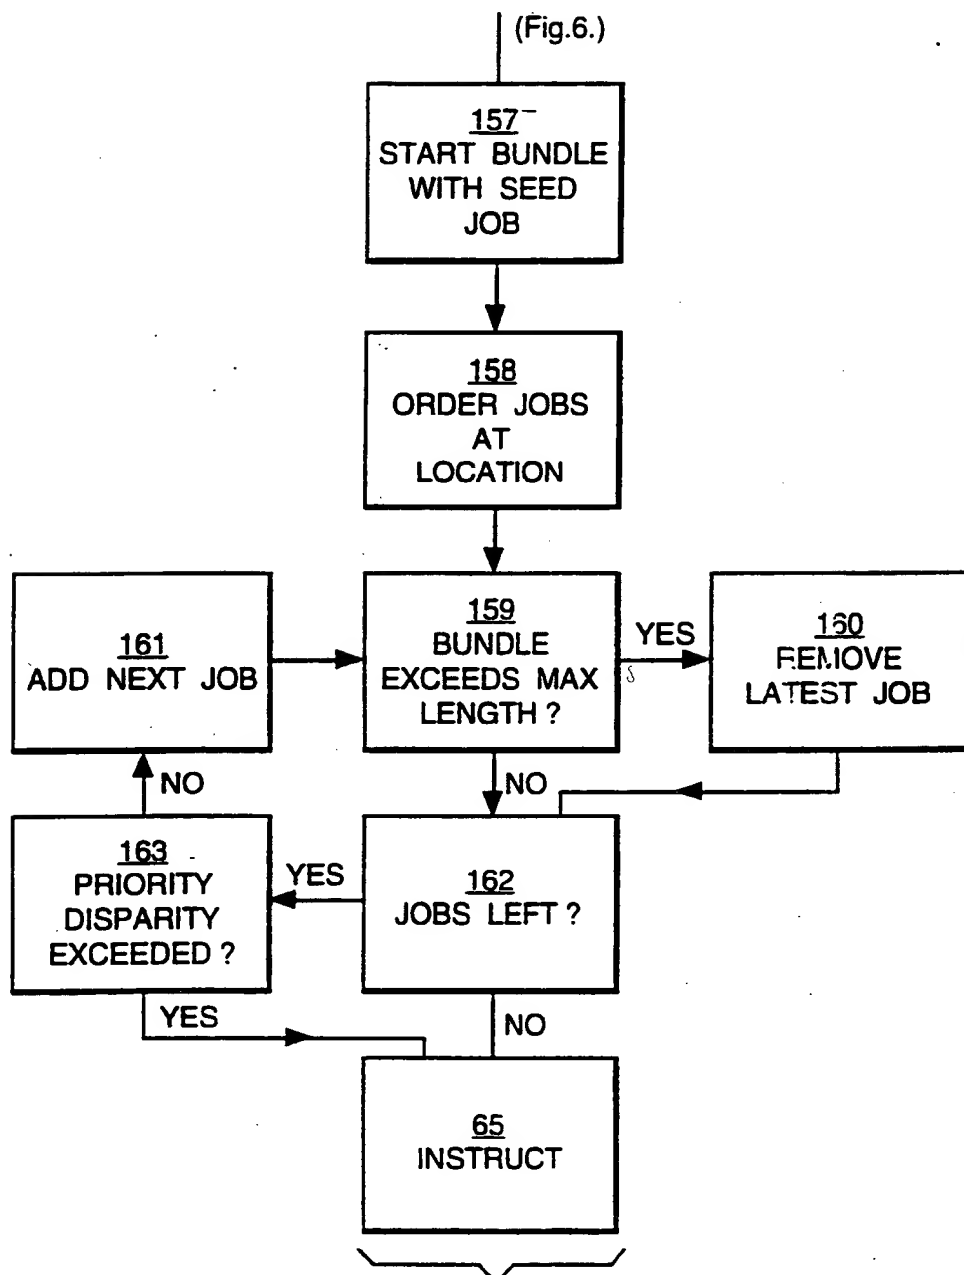 (Fig.6.)
157
START BUNDLE
WITH SEED
JOB
158
ORDER JOBS
AT
LOCATION
161
ADD NEXT JOB
159
BUNDLE
EXCEEDS MAX
LENGTH ?
YES
160
REMOVE
LATEST JOB
NO
NO
163
PRIORITY
DISPARITY
EXCEEDED ?
YES
162
JOBS LEFT ?
YES
NO
65
INSTRUCT